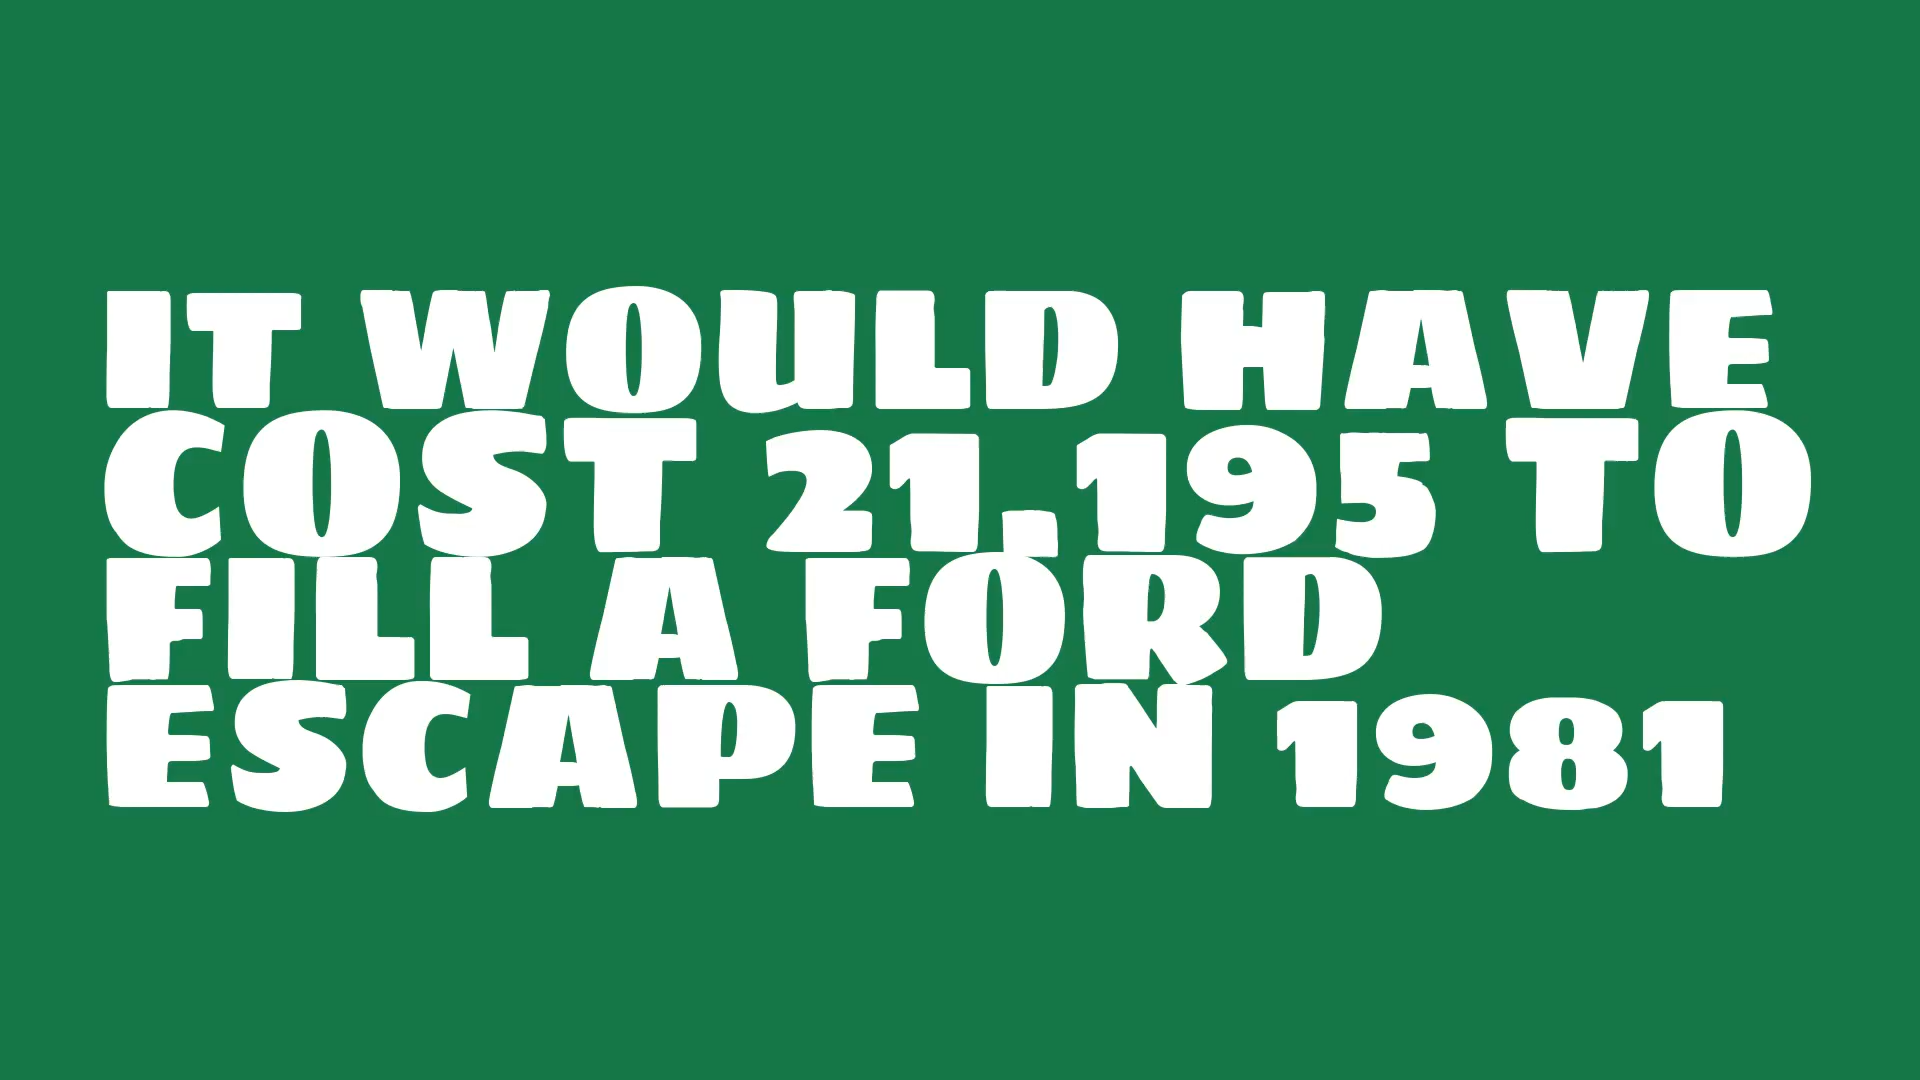 IT WOULD HAVE
COST 21.195 TO
FILL A FORD
ESCAPE IN 1981